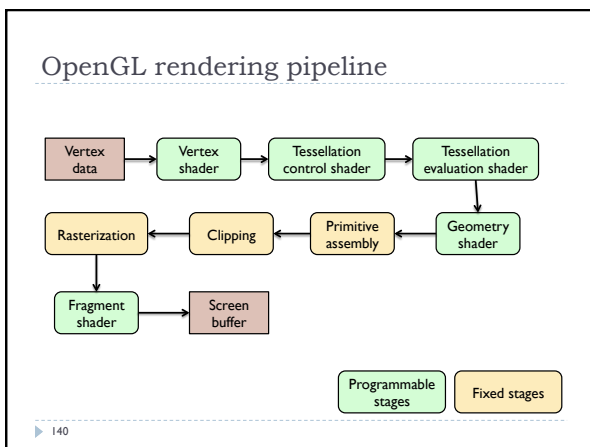 OpenGL rendering pipeline
Vertex
data
Vertex
shader
Tessellation
control shader
Tessellation
evaluation shader
Rasterization
Clipping
Primitive
assembly
Geometry
shader
Fragment
shader
Screen
buffer
Programmable
stages
Fixed stages
140